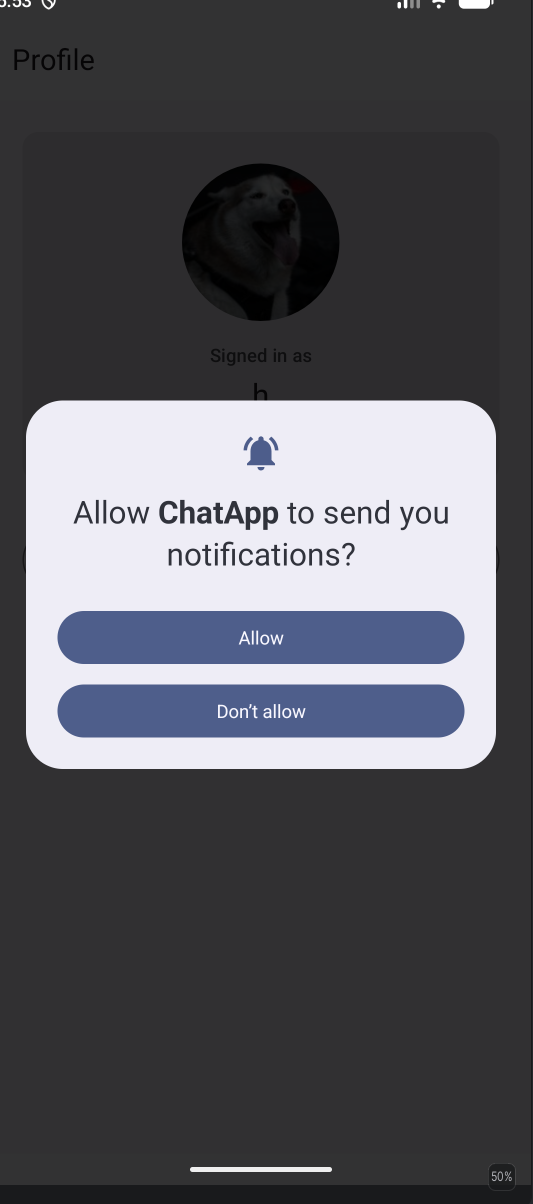 Profile
Signed in as
h
Allow ChatApp to send you
notifications?
Allow
Don't allow
50%